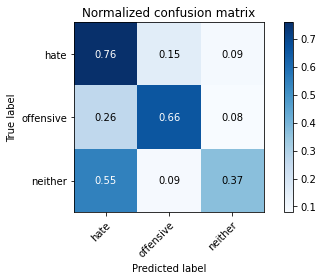 Normalized confusion matrix
hate 0.76 0.15 0.09
offensive 0.26 0.66 0.08
neither 0.55 0.09 0.37
hate offensive neither
True label
Predicted label
0.7
0.6
0.5
0.4
0.3
0.2
0.1